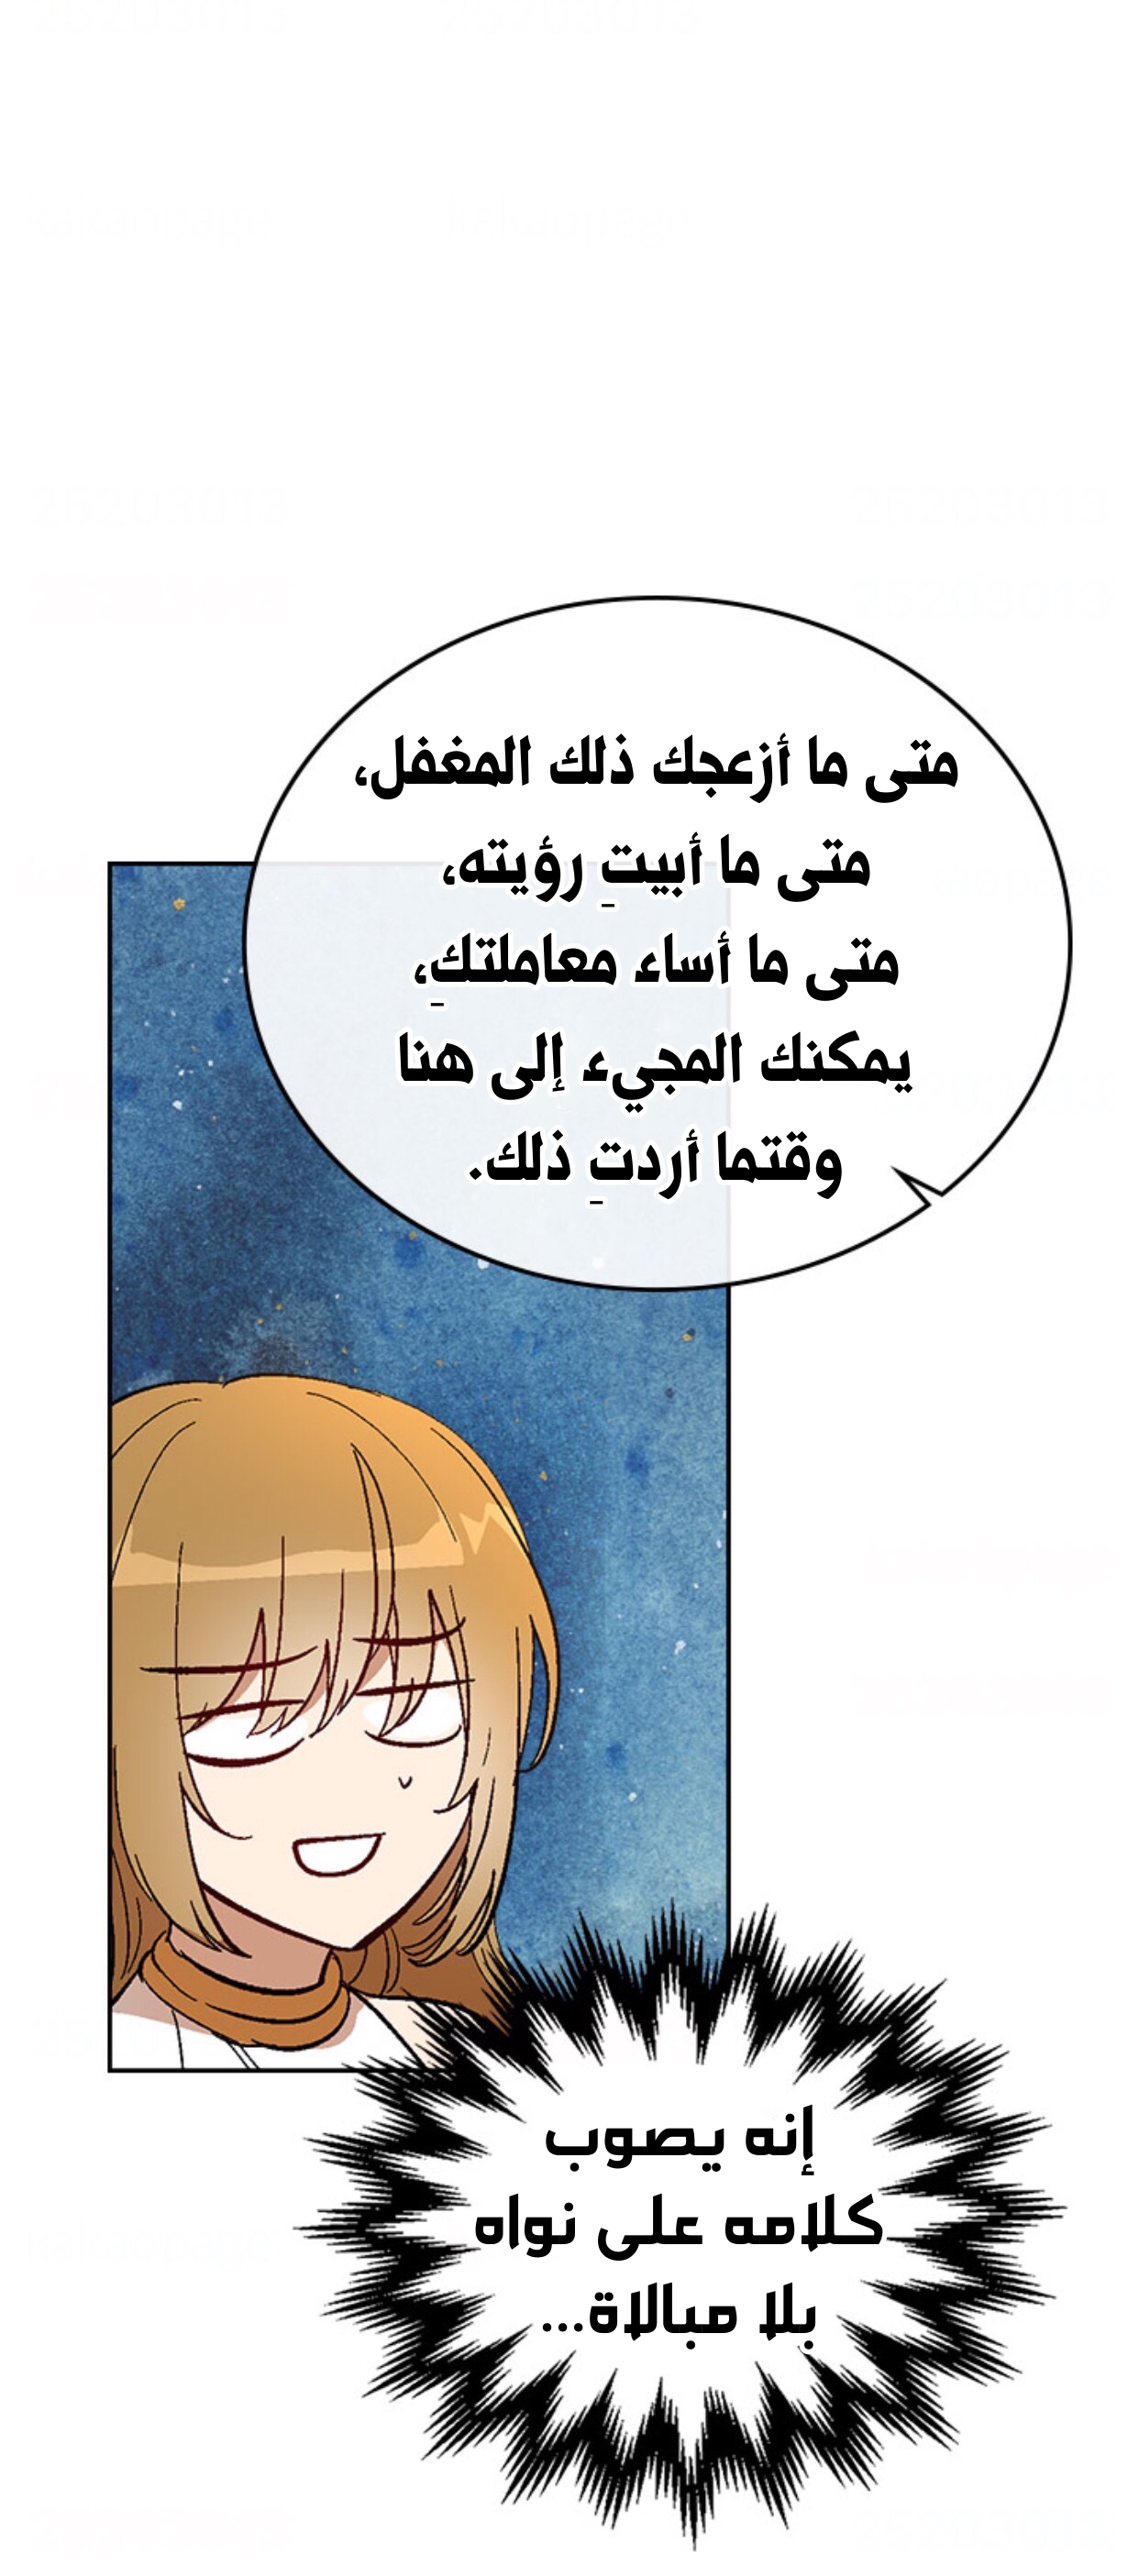 متى ما أزعجك ذلك المغفل،
متى ما أبيتِ رؤيته،
متى ما أساء معاملتكِ،
يمكنك المجيء إلى هنا
وقتما أردتِ ذلك.
إنه يصوب
كلامه على نواه
بلا مبالاة...